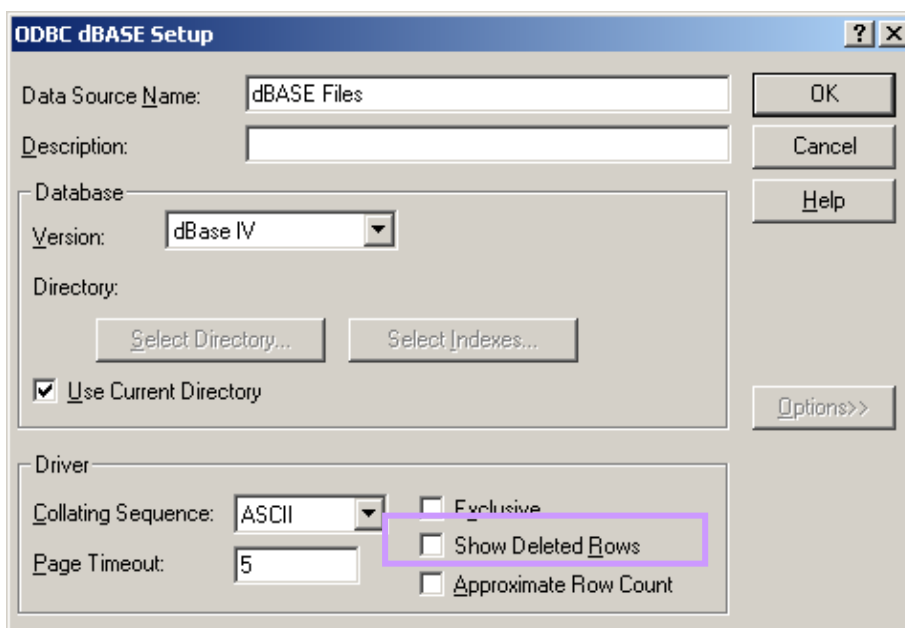 ODBC dBASE Setup
Data Source Name: dBASE Files OK
Description: Cancel
Database Help
Version: dBase IV
Directory:
Select Directory... Select Indexes...
Use Current Directory
Options>>
Driver
Collating Sequence: ASCII Exclusive
Show Deleted Rows
Page Timeout: 5
Approximate Row Count